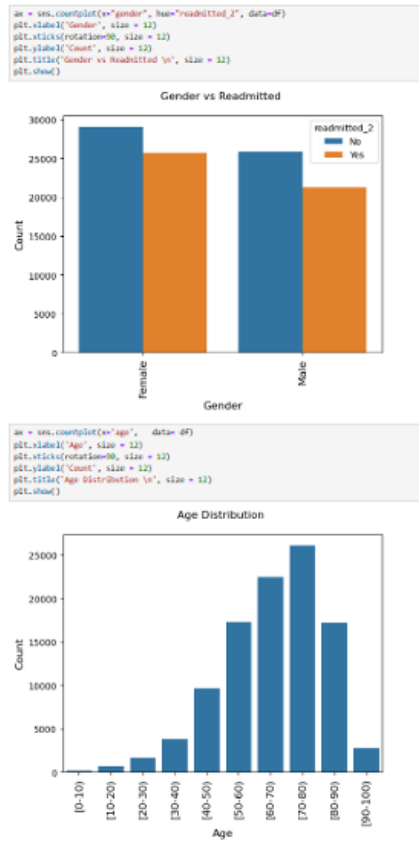 ax = sns.countplot(x="gender", hue="readmitted_2", data=df)
plt.xlabel('Gender', size = 12)
plt.xticks(rotation=90, size = 12)
plt.ylabel('Count', size = 12)
plt.title('Gender vs Readmitted \n', size = 12)
plt.show()
Gender vs Readmitted
readmitted_2
No
Yes
30000
25000
20000
15000
10000
5000
0
Count
Female
Male
Gender
ax = sns.countplot(x="age", data= df)
plt.xlabel('Age', size = 12)
plt.xticks(rotation=90, size = 12)
plt.ylabel('Count', size = 12)
plt.title('Age Distribution \n', size = 12)
plt.show()
Age Distribution
25000
20000
15000
10000
5000
0
Count
[0-10)
[10-20)
[20-30)
[30-40)
[40-50)
[50-60)
[60-70)
[70-80)
[80-90)
[90-100)
Age